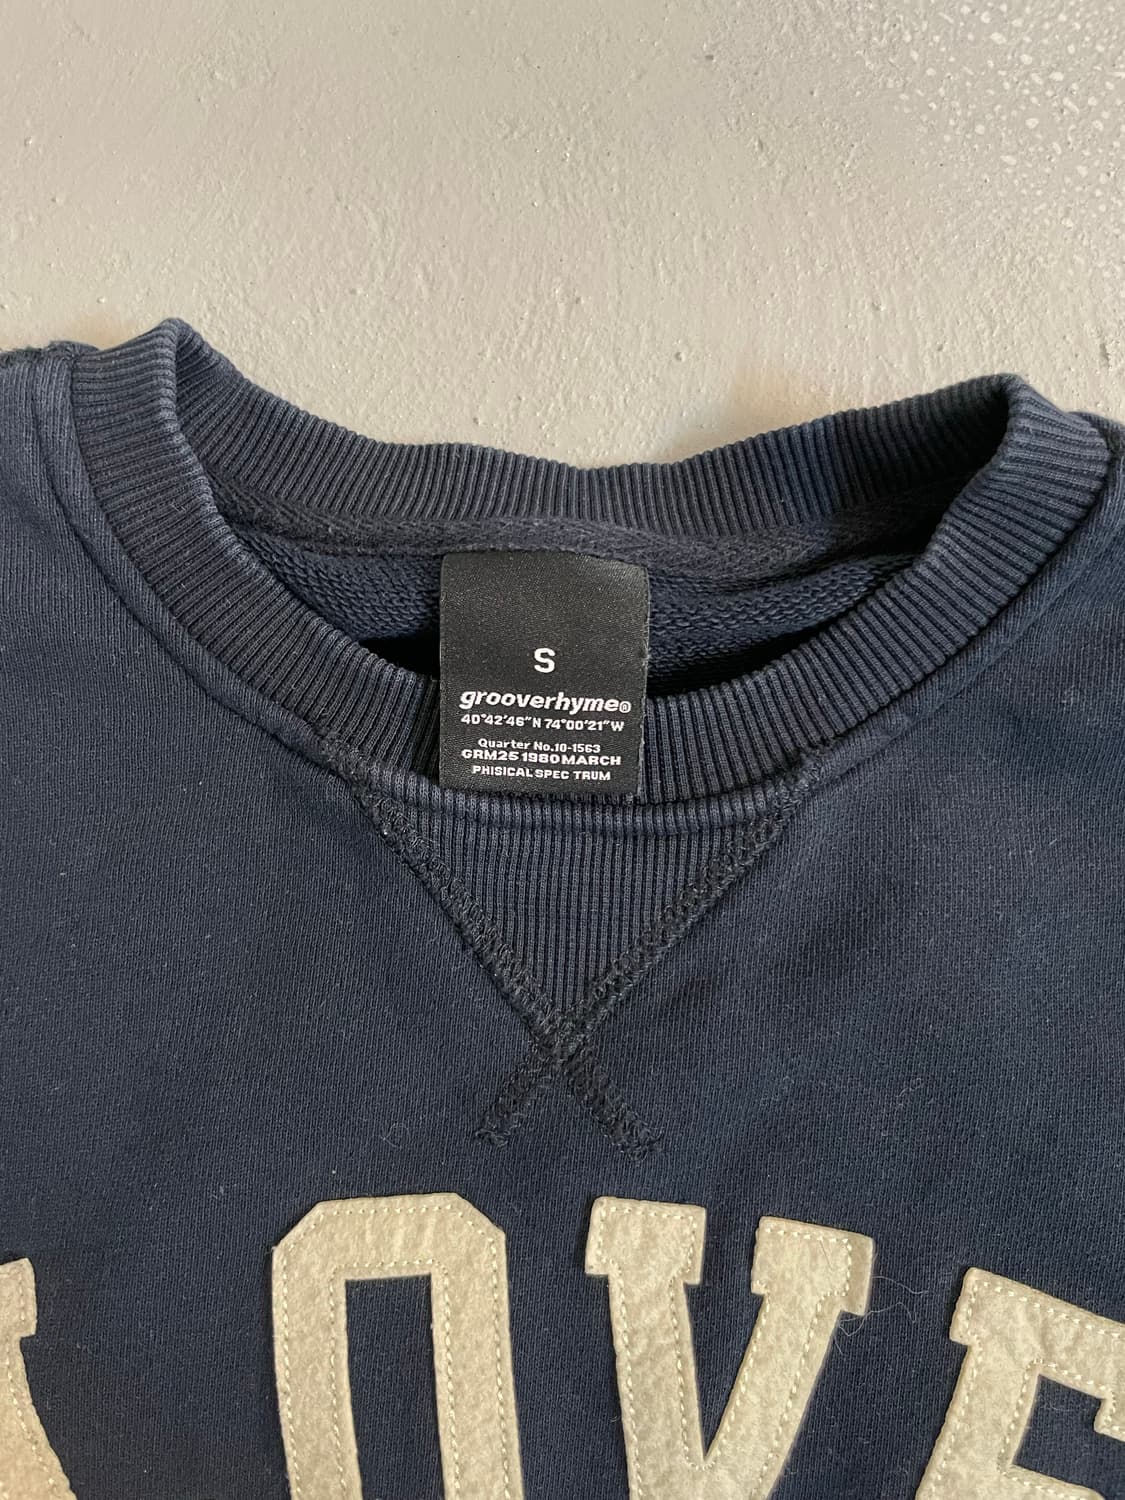 S
grooverhyme®
40°42'46"N 74°00'21"W
Quarter No.10-1563
GRM25 1980 MARCH
PHISICAL SPEC TRUM
OVE